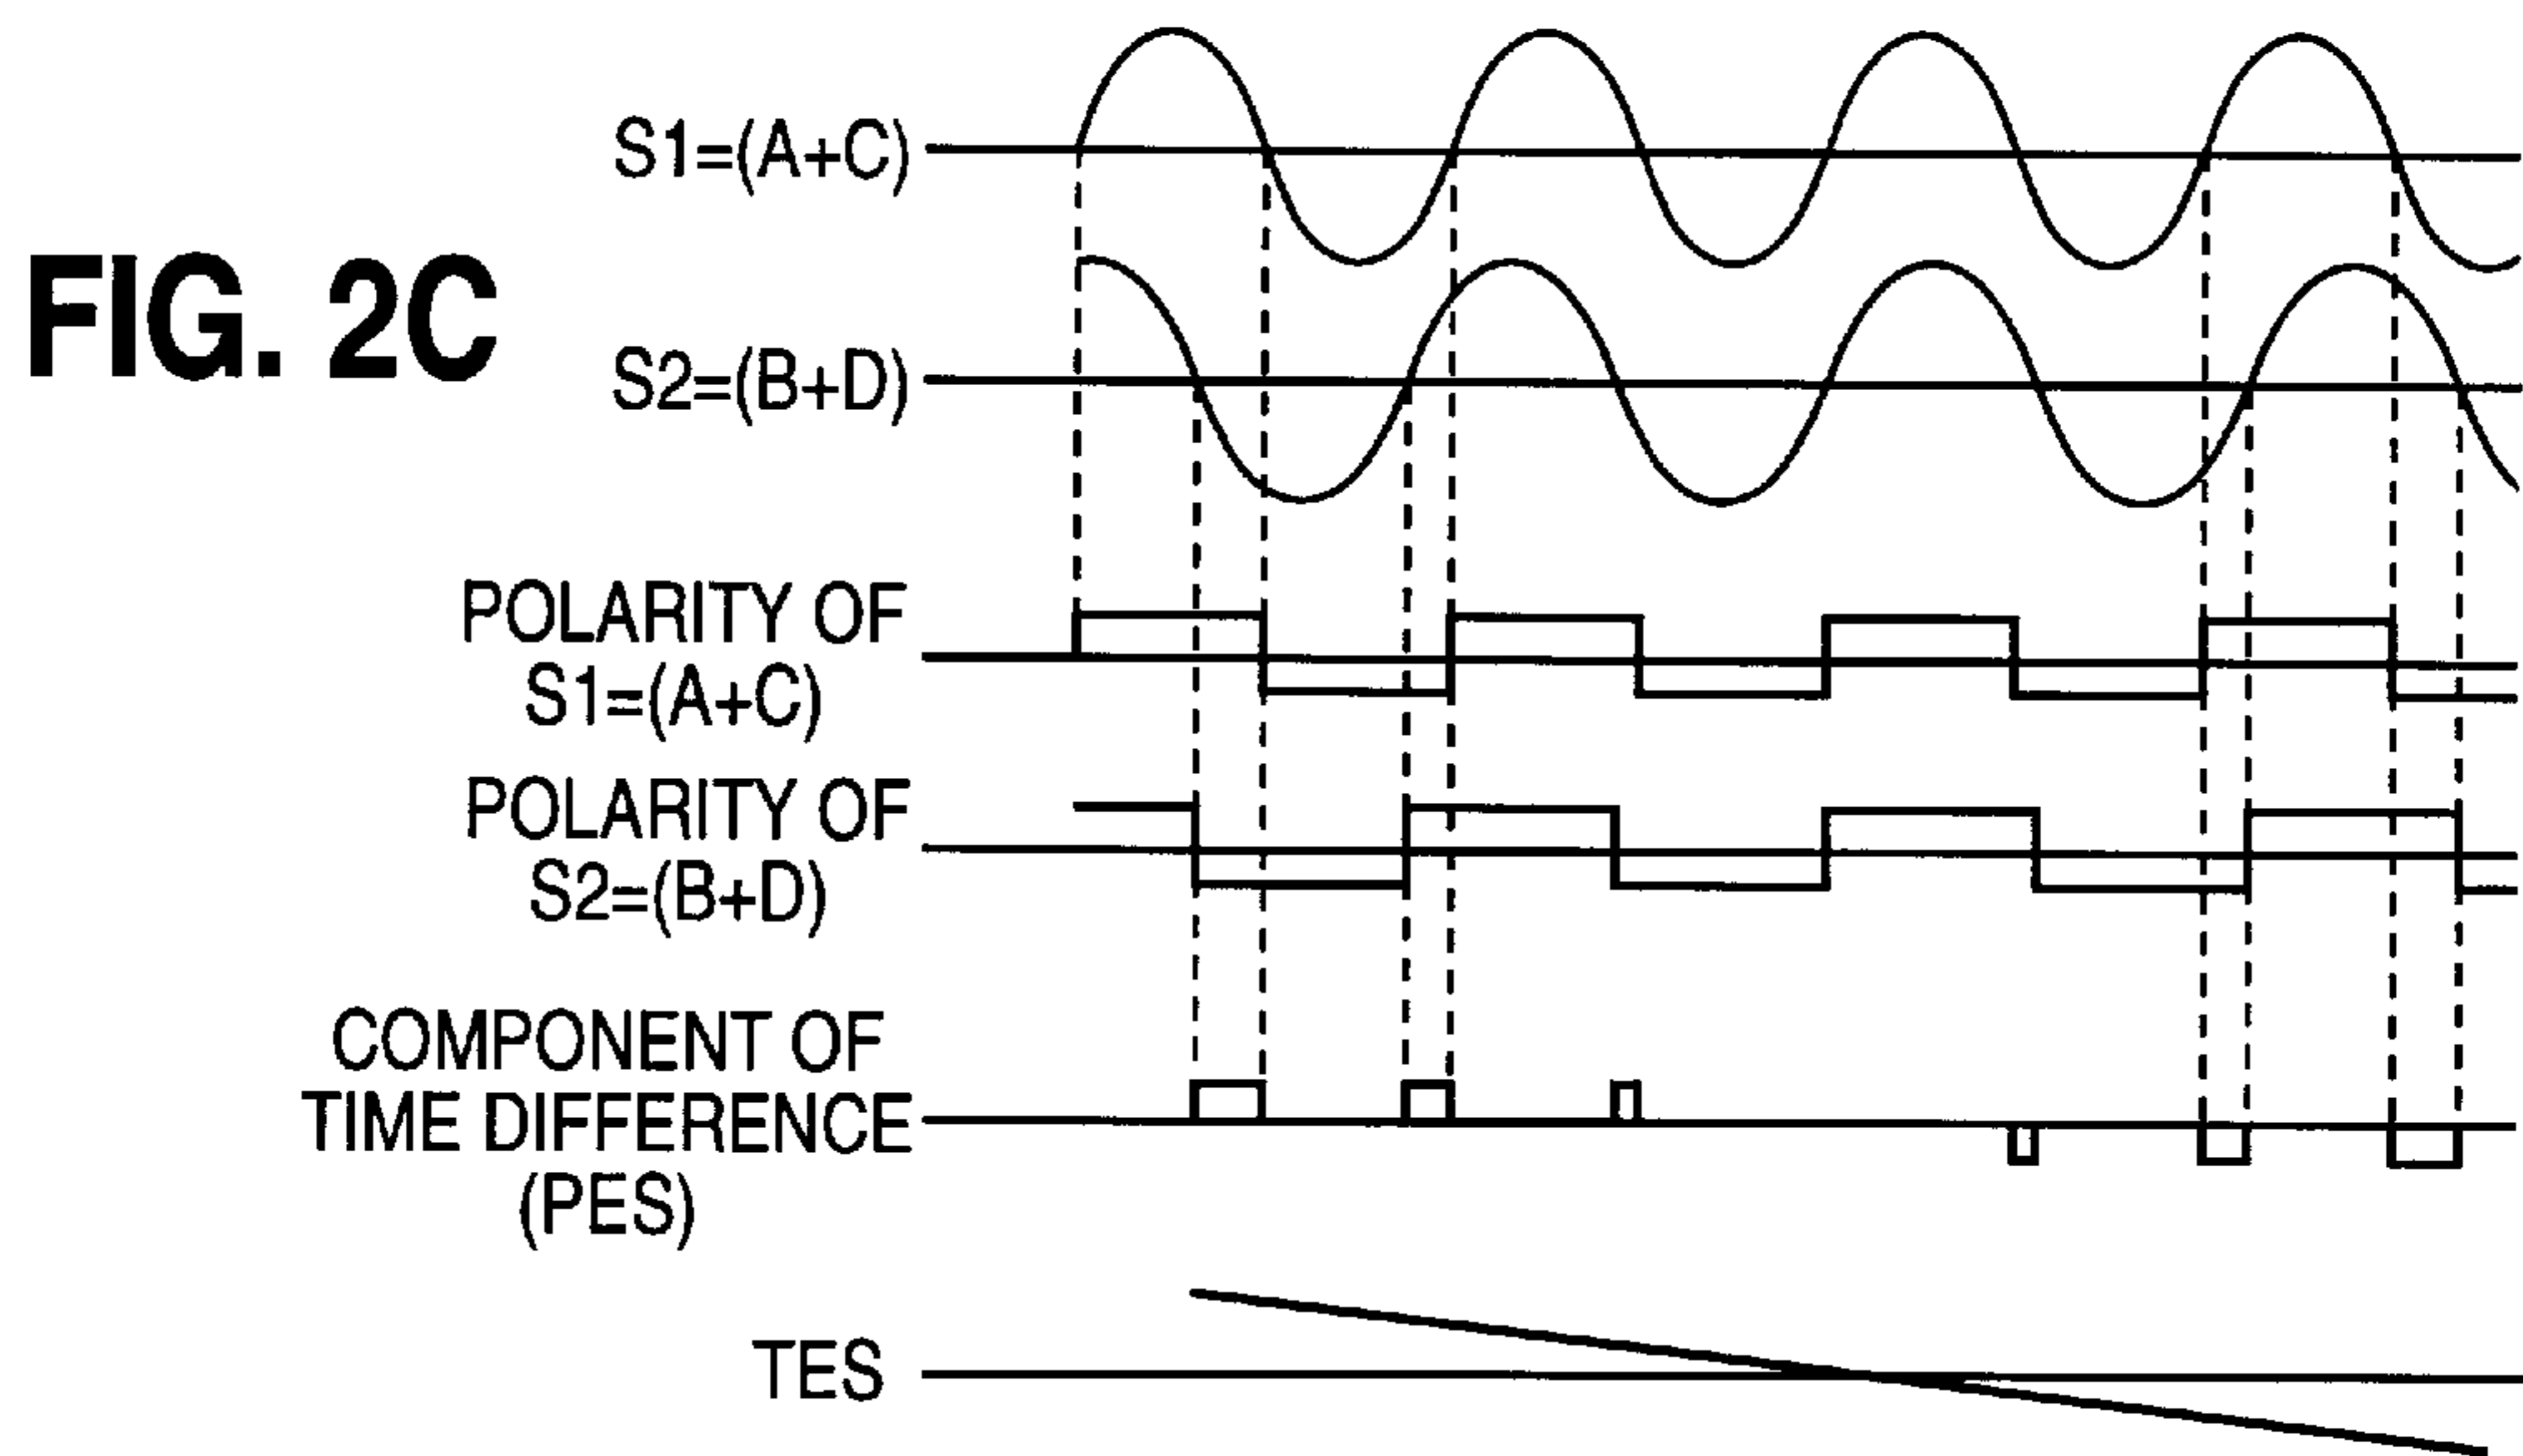 S1=(A+C)
FIG. 2C
S2=(B+D)
POLARITY OF
S1=(A+C)
POLARITY OF
S2=(B+D)
COMPONENT OF
TIME DIFFERENCE
(PES)
TES